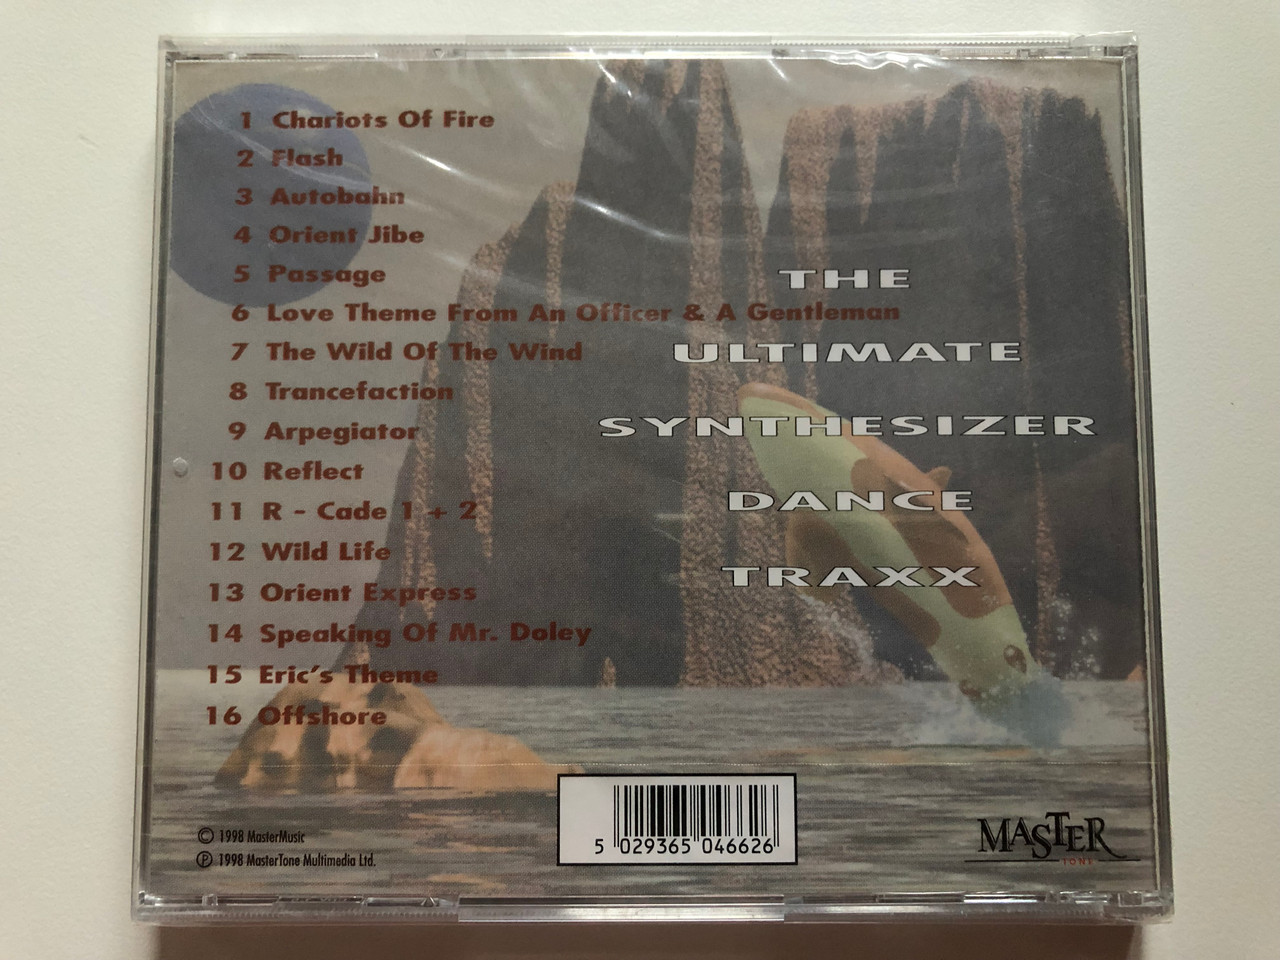 1 Chariots Of Fire
2 Flash
3 Autobahn
4 Orient Jibe
5 Passage
6 Love Theme From An Officer & A Gentleman
7 The Wild Of The Wind
8 Trancefaction
9 Arpegiator
10 Reflect
11 R - Cade 1 + 2
12 Wild Life
13 Orient Express
14 Speaking Of Mr. Doley
15 Eric's Theme
16 Offshore
THE
ULTIMATE
SYNTHESIZER
DANCE
TRAXX
© 1998 MasterMusic
℗ 1998 MasterTone Multimedia Ltd.
5 029365 046626
MASTER
TONE